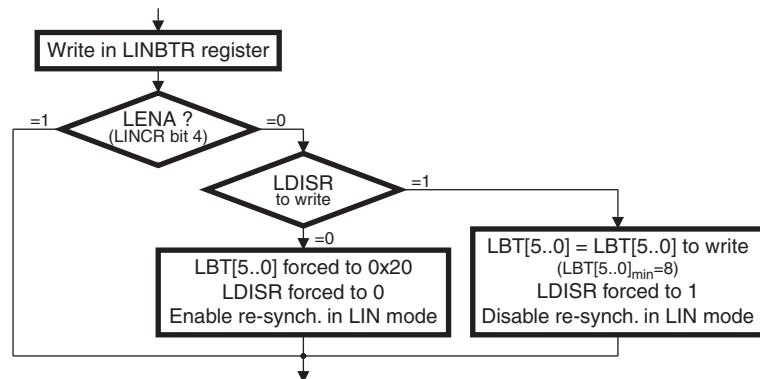 Write in LINBTR register
LENA ?
(LINCR bit 4)
=1
=0
LDISR
to write
=1
=0
LBT[5..0] forced to 0x20
LDISR forced to 0
Enable re-synch. in LIN mode
LBT[5..0] = LBT[5..0] to write
(LBT[5..0]min=8)
LDISR forced to 1
Disable re-synch. in LIN mode